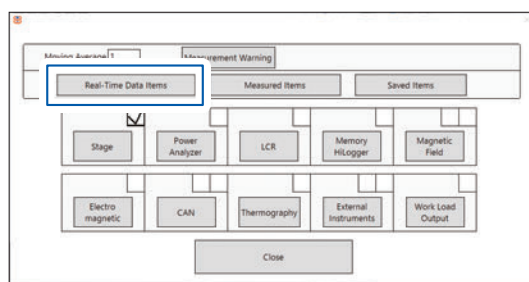 Moving Average 1 Measurement Warning
Real-Time Data Items Measured Items Saved Items
Stage
Power
Analyzer
LCR
Memory
HiLogger
Magnetic
Field
Electro
magnetic
CAN
Thermography
External
Instruments
Work Load
Output
Close